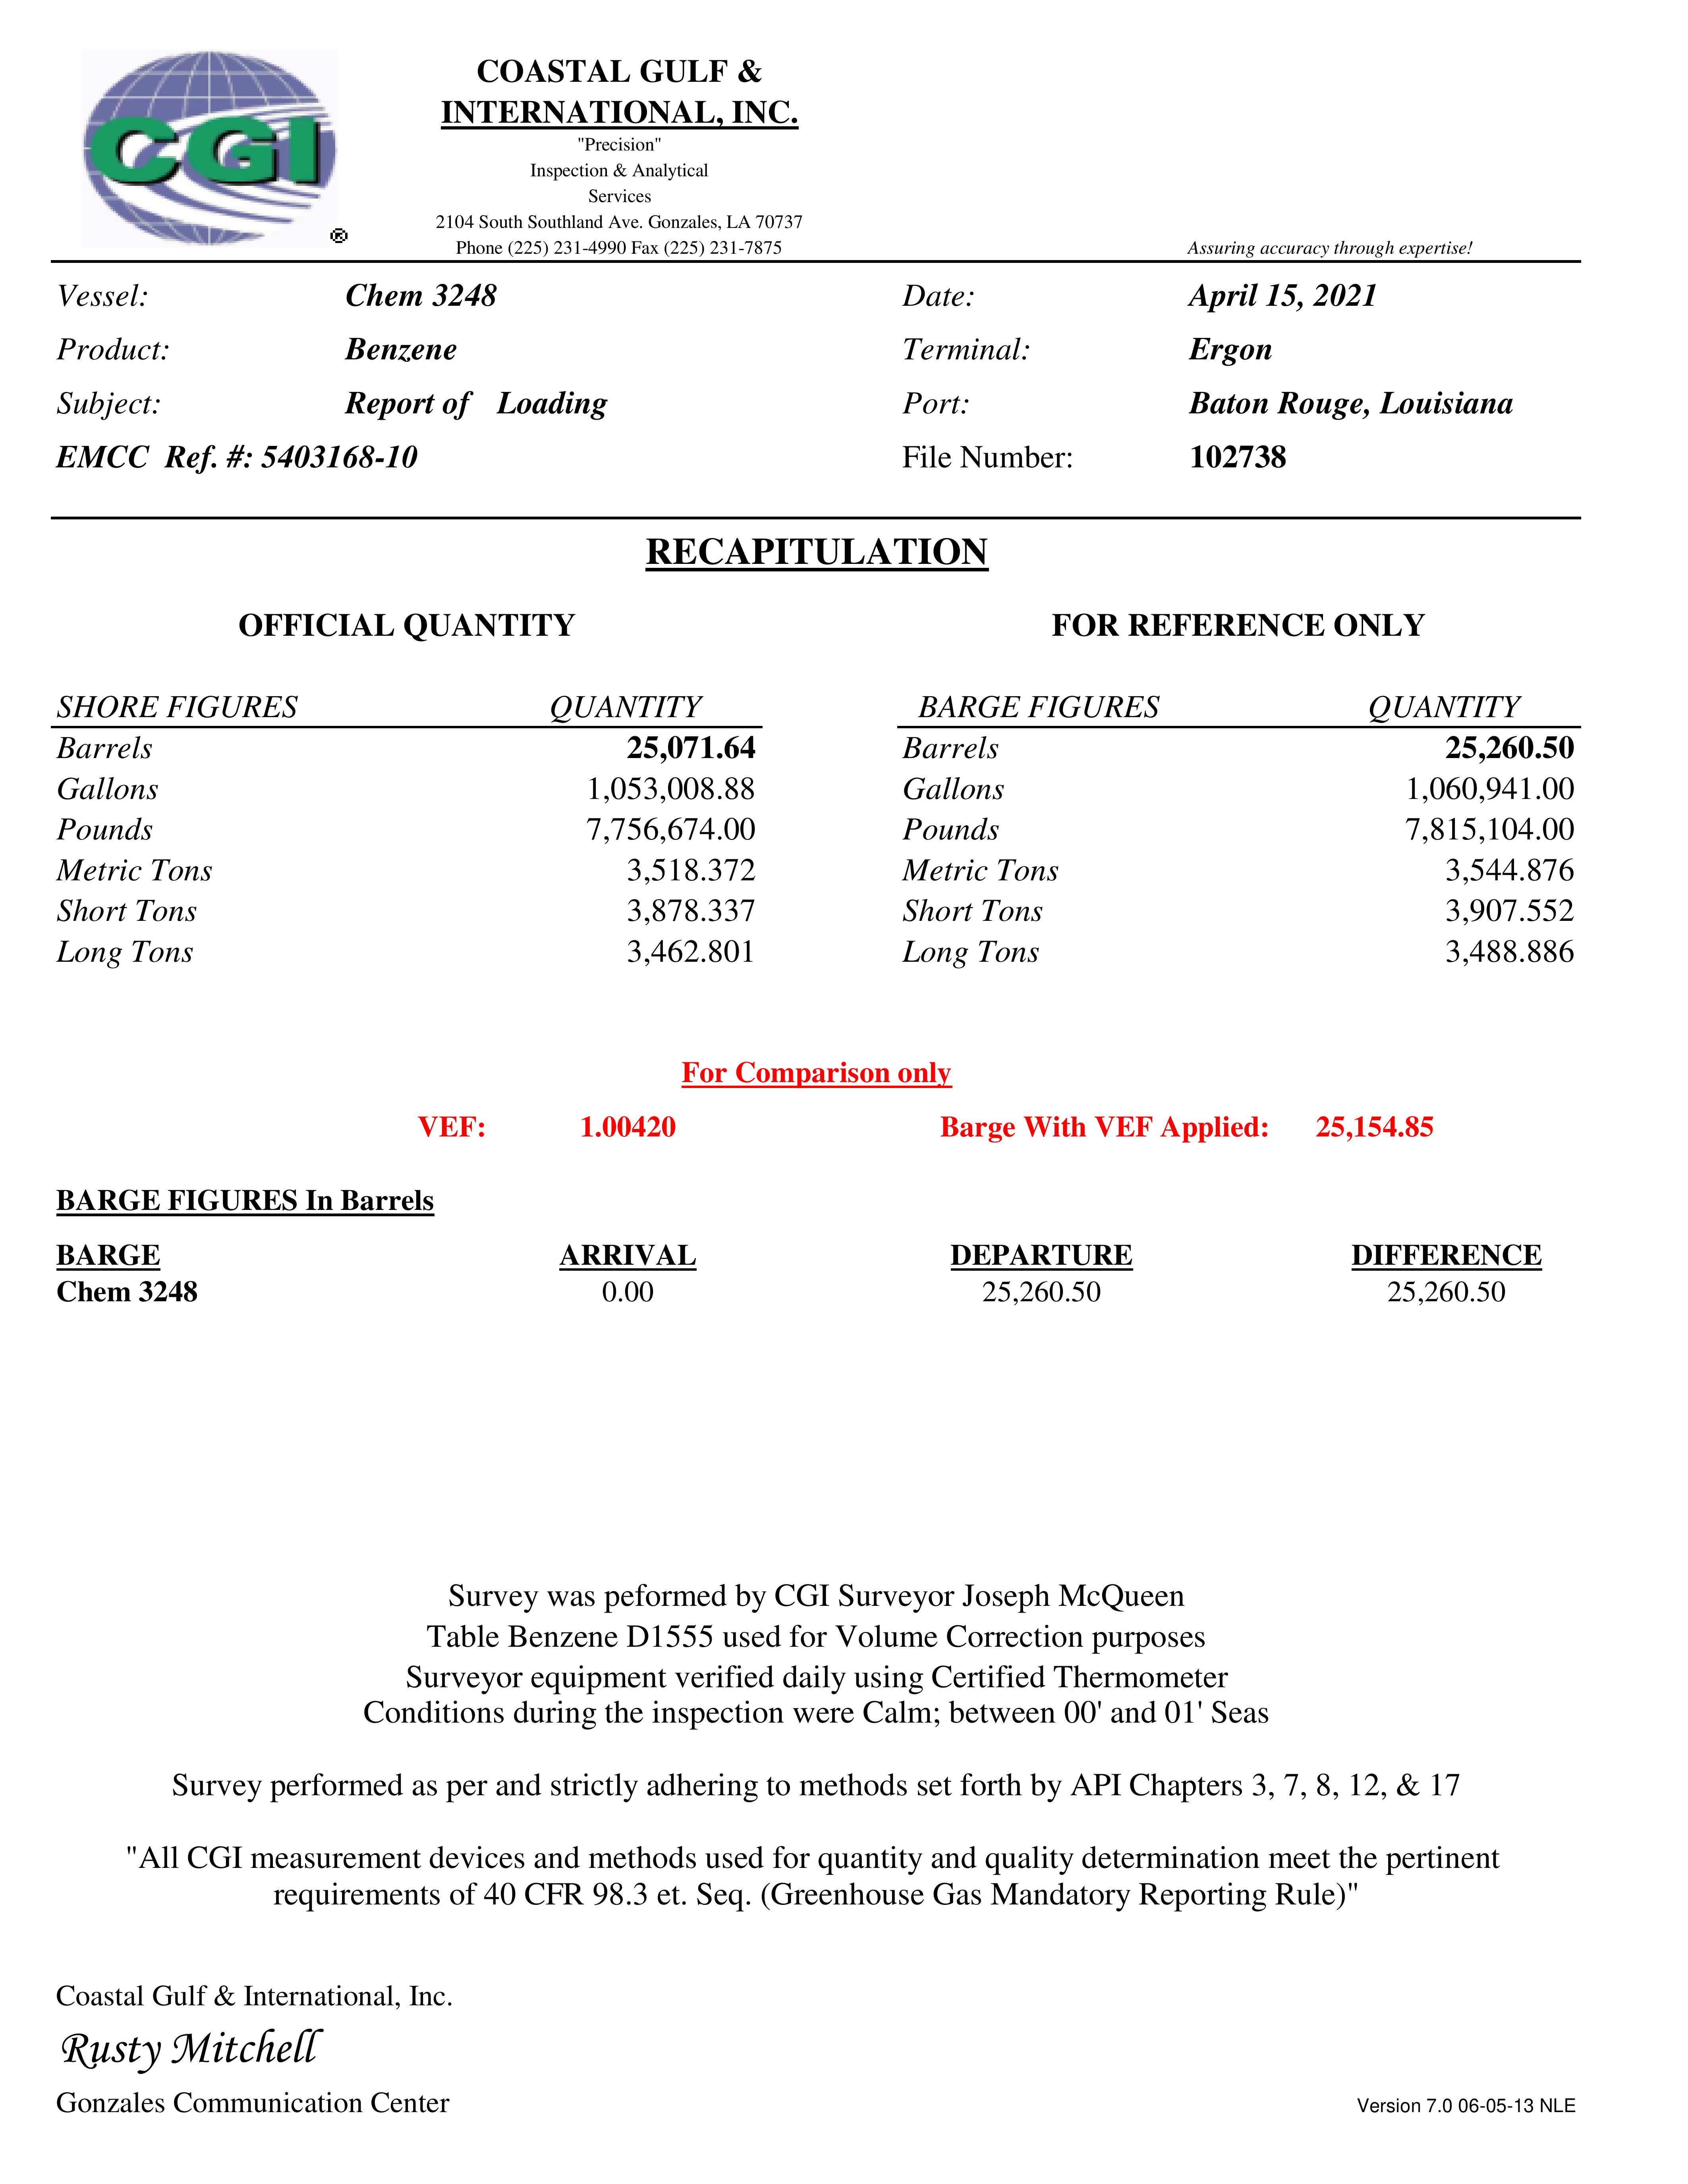 CGI
®
COASTAL GULF &
INTERNATIONAL, INC.
"Precision"
Inspection & Analytical
Services
2104 South Southland Ave. Gonzales, LA 70737
Phone (225) 231-4990 Fax (225) 231-7875
Assuring accuracy through expertise!
Vessel: Chem 3248 Date: April 15, 2021
Product: Benzene Terminal: Ergon
Subject: Report of Loading Port: Baton Rouge, Louisiana
EMCC Ref. #: 5403168-10 File Number: 102738
RECAPITULATION
OFFICIAL QUANTITY FOR REFERENCE ONLY
SHORE FIGURES QUANTITY BARGE FIGURES QUANTITY
Barrels 25,071.64 Barrels 25,260.50
Gallons 1,053,008.88 Gallons 1,060,941.00
Pounds 7,756,674.00 Pounds 7,815,104.00
Metric Tons 3,518.372 Metric Tons 3,544.876
Short Tons 3,878.337 Short Tons 3,907.552
Long Tons 3,462.801 Long Tons 3,488.886
For Comparison only
VEF: 1.00420 Barge With VEF Applied: 25,154.85
BARGE FIGURES In Barrels
BARGE ARRIVAL DEPARTURE DIFFERENCE
Chem 3248 0.00 25,260.50 25,260.50
Survey was peformed by CGI Surveyor Joseph McQueen
Table Benzene D1555 used for Volume Correction purposes
Surveyor equipment verified daily using Certified Thermometer
Conditions during the inspection were Calm; between 00' and 01' Seas
Survey performed as per and strictly adhering to methods set forth by API Chapters 3, 7, 8, 12, & 17
"All CGI measurement devices and methods used for quantity and quality determination meet the pertinent
requirements of 40 CFR 98.3 et. Seq. (Greenhouse Gas Mandatory Reporting Rule)"
Coastal Gulf & International, Inc.
Rusty Mitchell
Gonzales Communication Center
Version 7.0 06-05-13 NLE